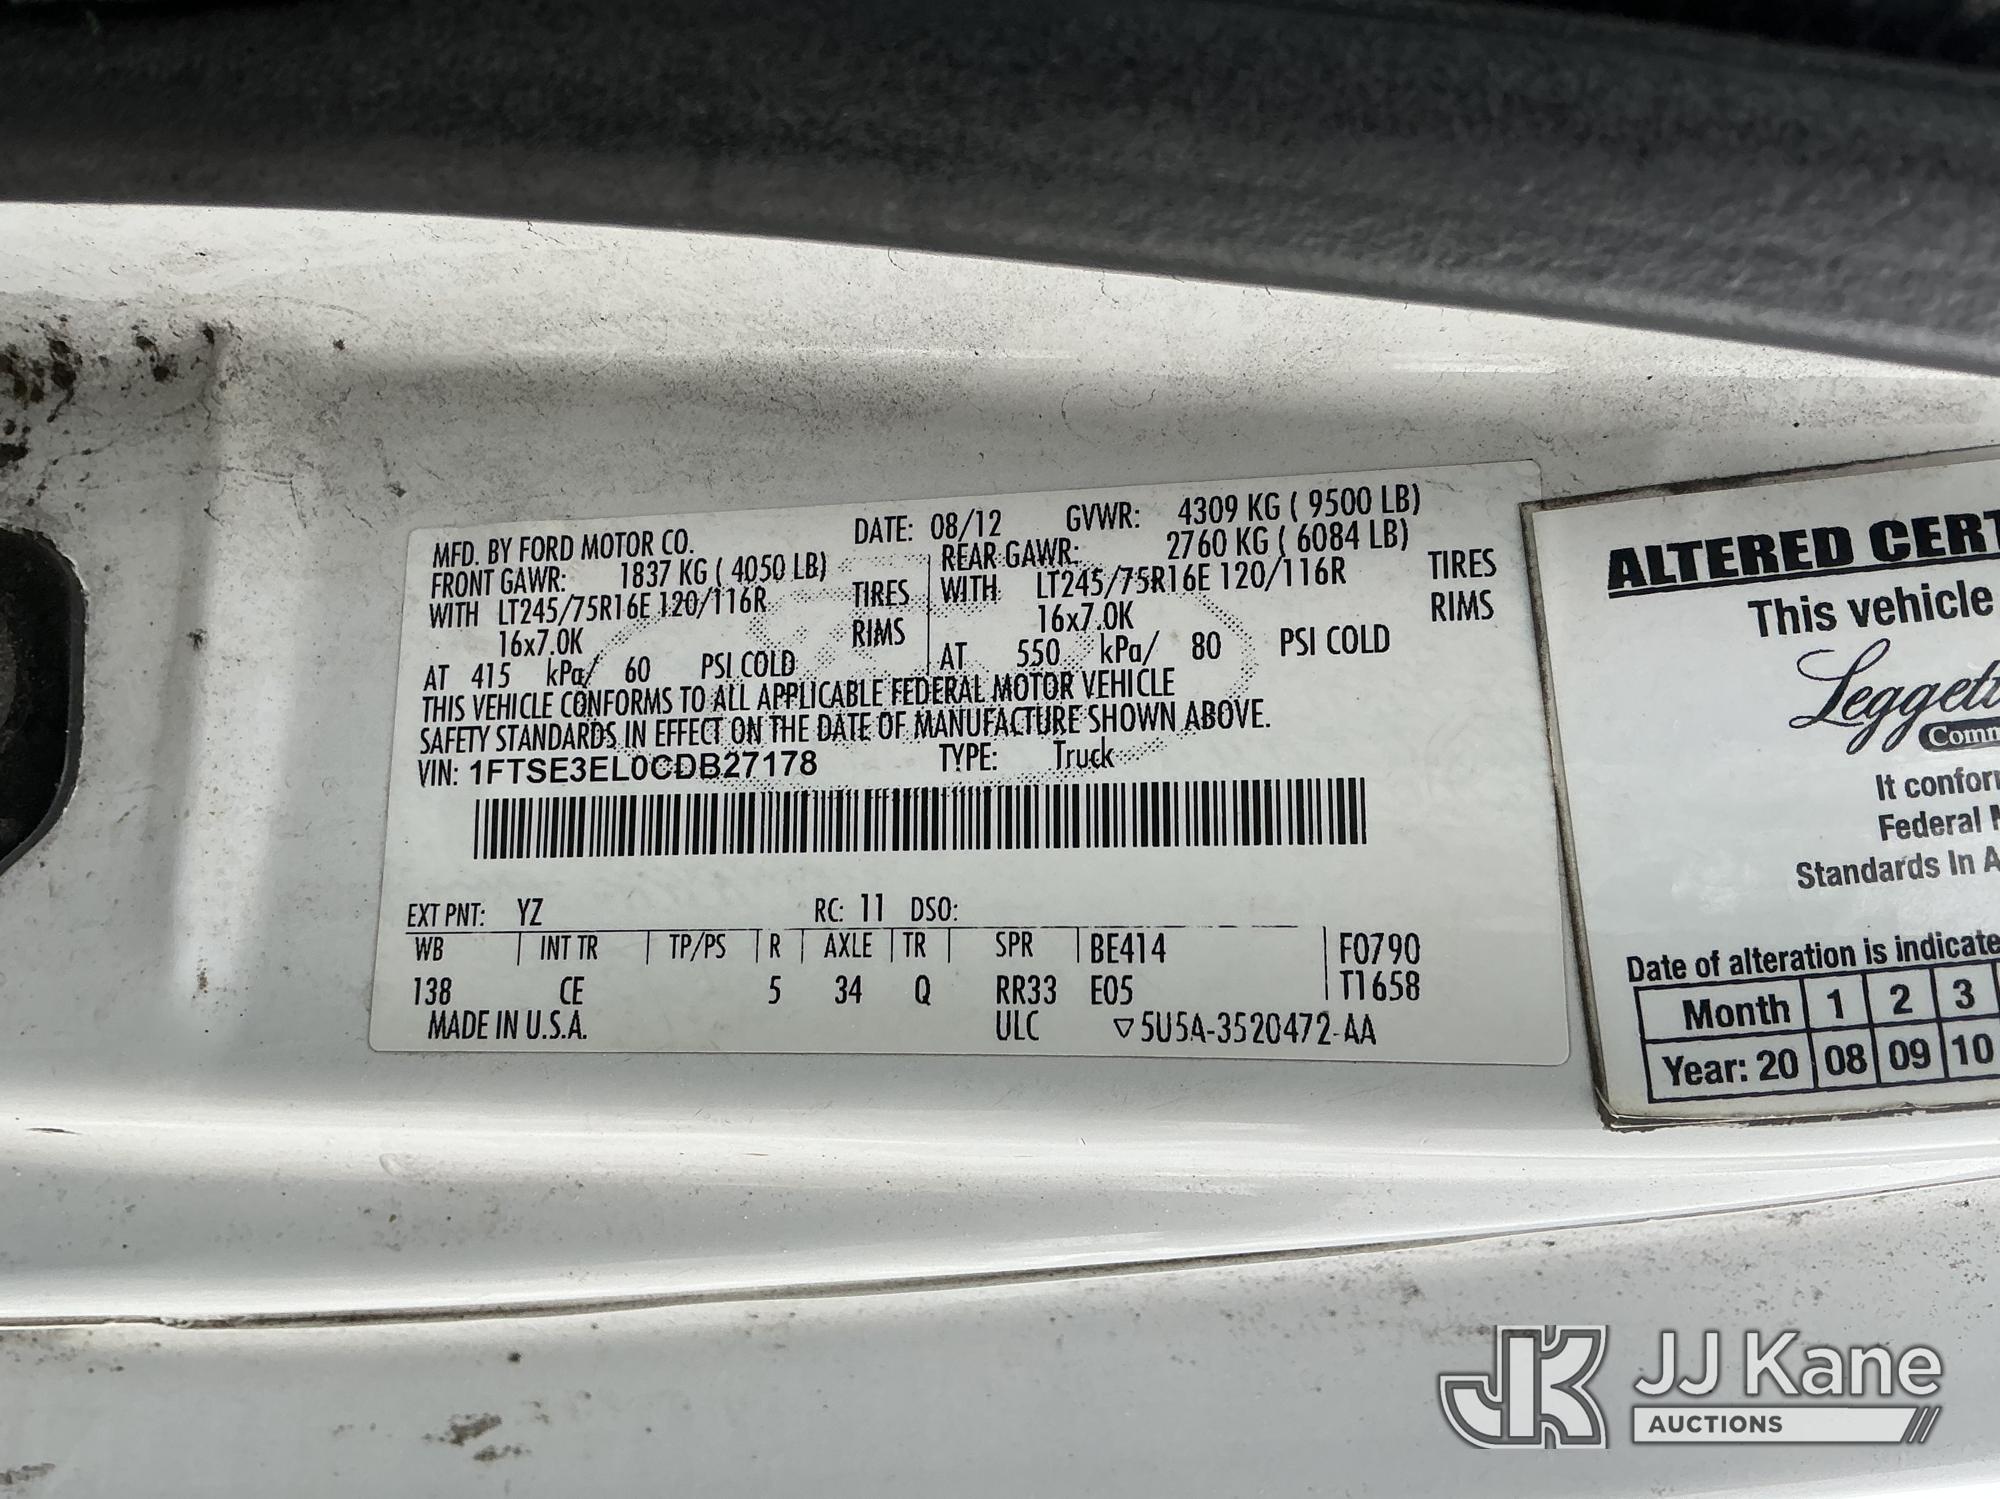 MFD. BY FORD MOTOR CO. DATE: 08/12 GVWR: 4309 KG ( 9500 LB)
FRONT GAWR: 1837 KG ( 4050 LB) REAR GAWR: 2760 KG ( 6084 LB)
WITH LT245/75R16E 120/116R TIRES WITH LT245/75R16E 120/116R TIRES
16x7.0K RIMS 16x7.0K RIMS
AT 415 kPa/ 60 PSI COLD AT 550 kPa/ 80 PSI COLD
THIS VEHICLE CONFORMS TO ALL APPLICABLE FEDERAL MOTOR VEHICLE
SAFETY STANDARDS IN EFFECT ON THE DATE OF MANUFACTURE SHOWN ABOVE.
VIN: 1FTSE3EL0CDB27178 TYPE: Truck
EXT PNT: YZ RC: 11 DSO:
WB INT TR TP/PS R AXLE TR SPR BE414 F0790
138 CE 5 34 Q RR33 E05 T1658
MADE IN U.S.A. ULC ▽5U5A-3520472-AA
ALTERED CERT
This vehicle
Legget
Comm
It confor
Federal
Standards In A
Date of alteration is indicate
Month 1 2 3
Year: 20 08 09 10
JK JJ Kane
AUCTIONS